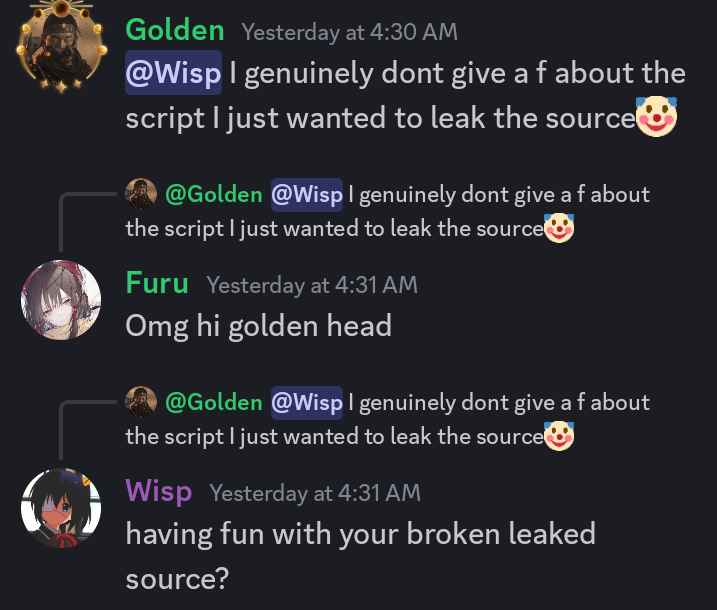 Golden Yesterday at 4:30 AM
@Wisp I genuinely dont give a f about the
script I just wanted to leak the source🤡
@Golden @Wisp I genuinely dont give a f about
the script I just wanted to leak the source🤡
Furu Yesterday at 4:31 AM
Omg hi golden head
@Golden @Wisp I genuinely dont give a f about
the script I just wanted to leak the source🤡
Wisp Yesterday at 4:31 AM
having fun with your broken leaked
source?